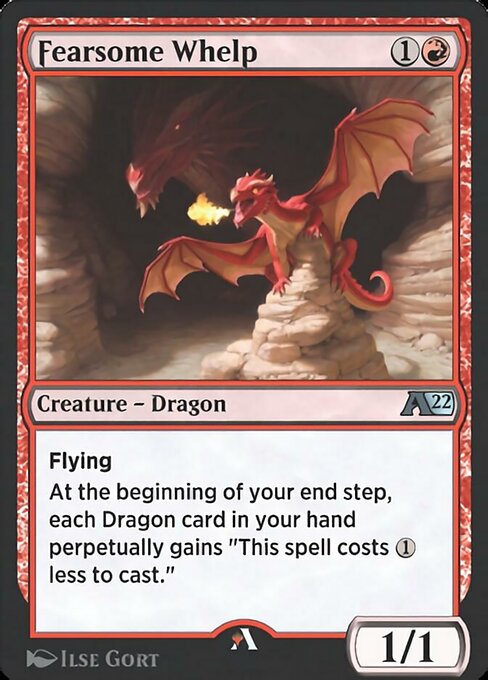 Fearsome Whelp 1
Creature – Dragon A22
Flying
At the beginning of your end step,
each Dragon card in your hand
perpetually gains "This spell costs 1
less to cast."
1/1
Ilse Gort